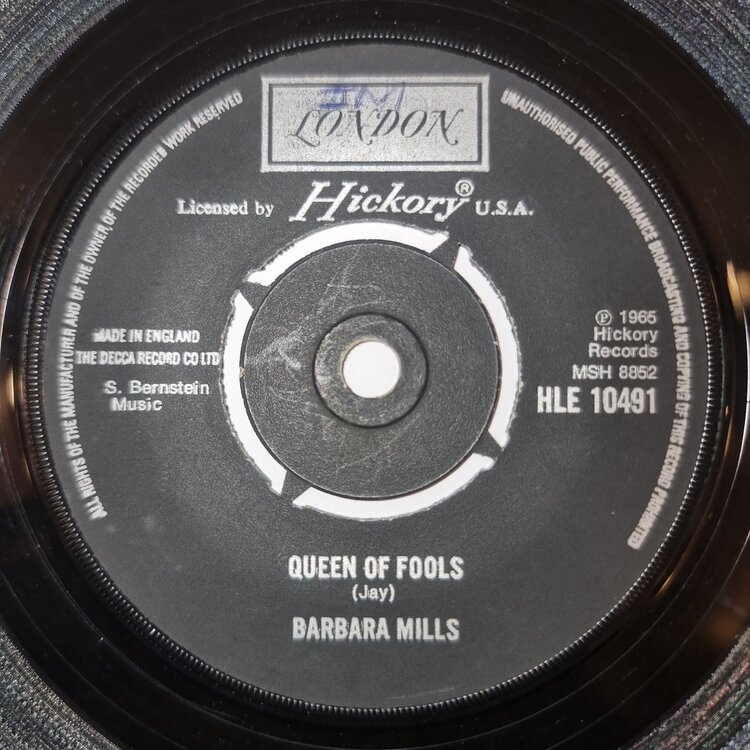 LONDON
Licensed by Hickory® U.S.A.
ALL RIGHTS OF THE MANUFACTURER AND OF THE OWNER OF THE RECORDED WORK RESERVED
UNAUTHORISED PUBLIC PERFORMANCE BROADCASTING AND COPYING OF THIS RECORD PROHIBITED
MADE IN ENGLAND
THE DECCA RECORD CO LTD
S. Bernstein
Music
℗ 1965
Hickory
Records
MSH 8852
HLE 10491
QUEEN OF FOOLS
(Jay)
BARBARA MILLS